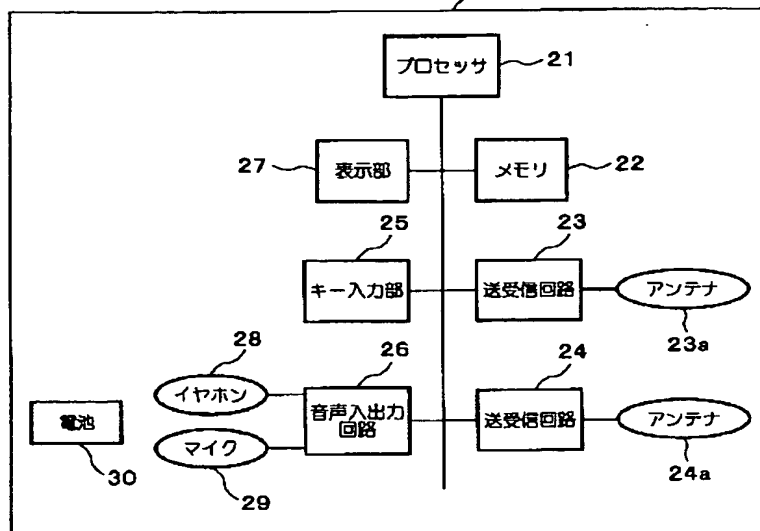 プロセッサ
21
27
表示部
メモリ
22
25
23
キー入力部
送受信回路
アンテナ
23a
28
26
24
イヤホン
音声入出力
回路
送受信回路
アンテナ
電池
マイク
24a
30
29